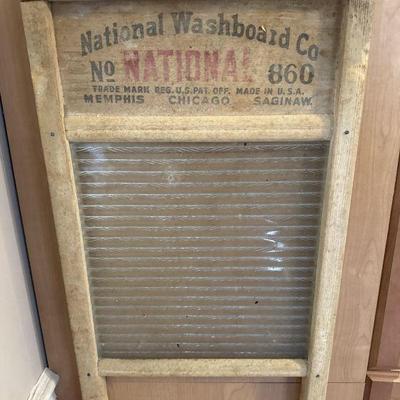 National Washboard Co
No NATIONAL 860
TRADE MARK REG. U.S. PAT. OFF. MADE IN U.S.A.
MEMPHIS CHICAGO SAGINAW.